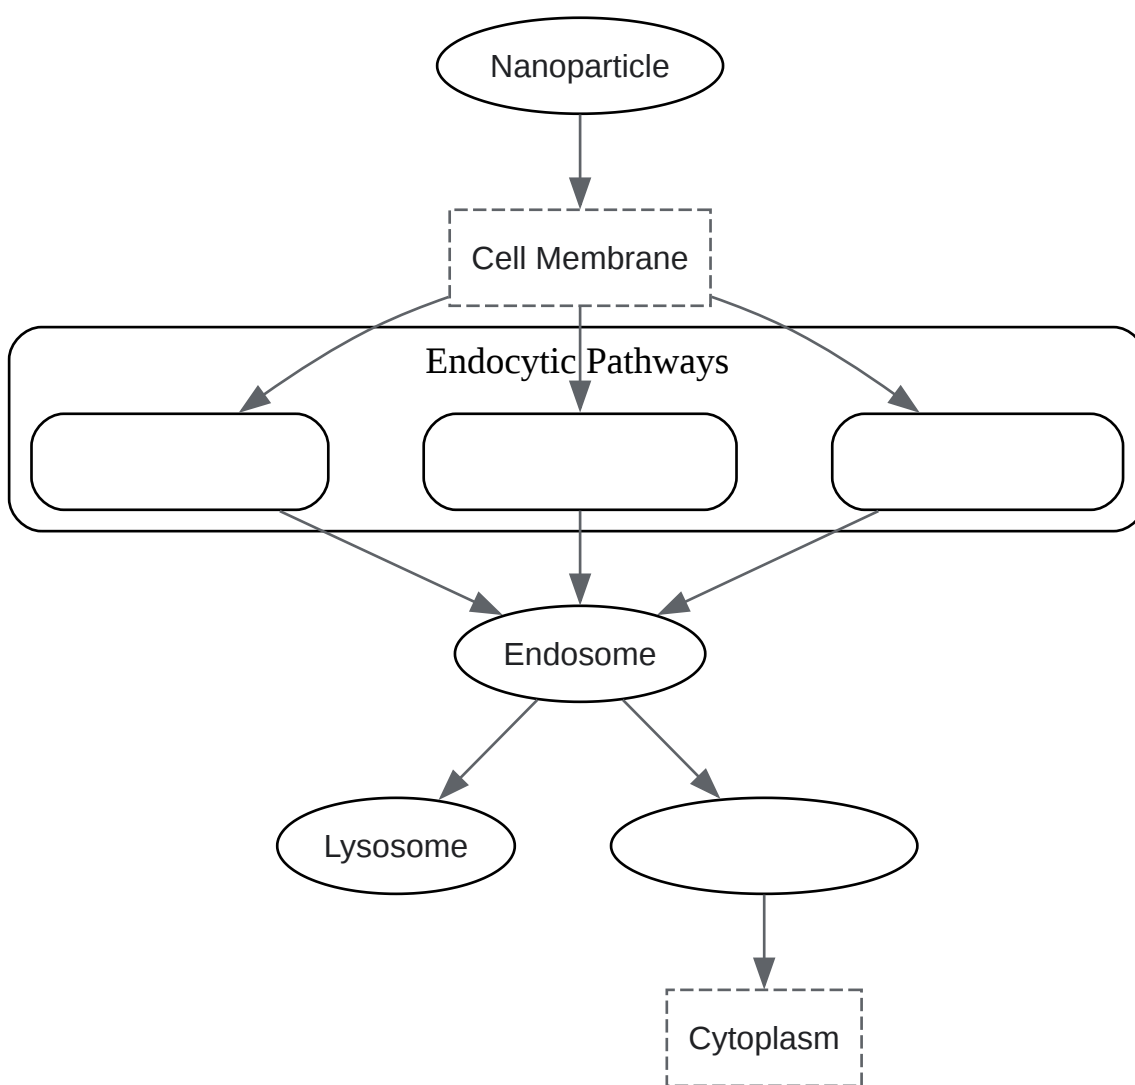 Nanoparticle
Cell Membrane
Endocytic Pathways
Endosome
Lysosome
Cytoplasm